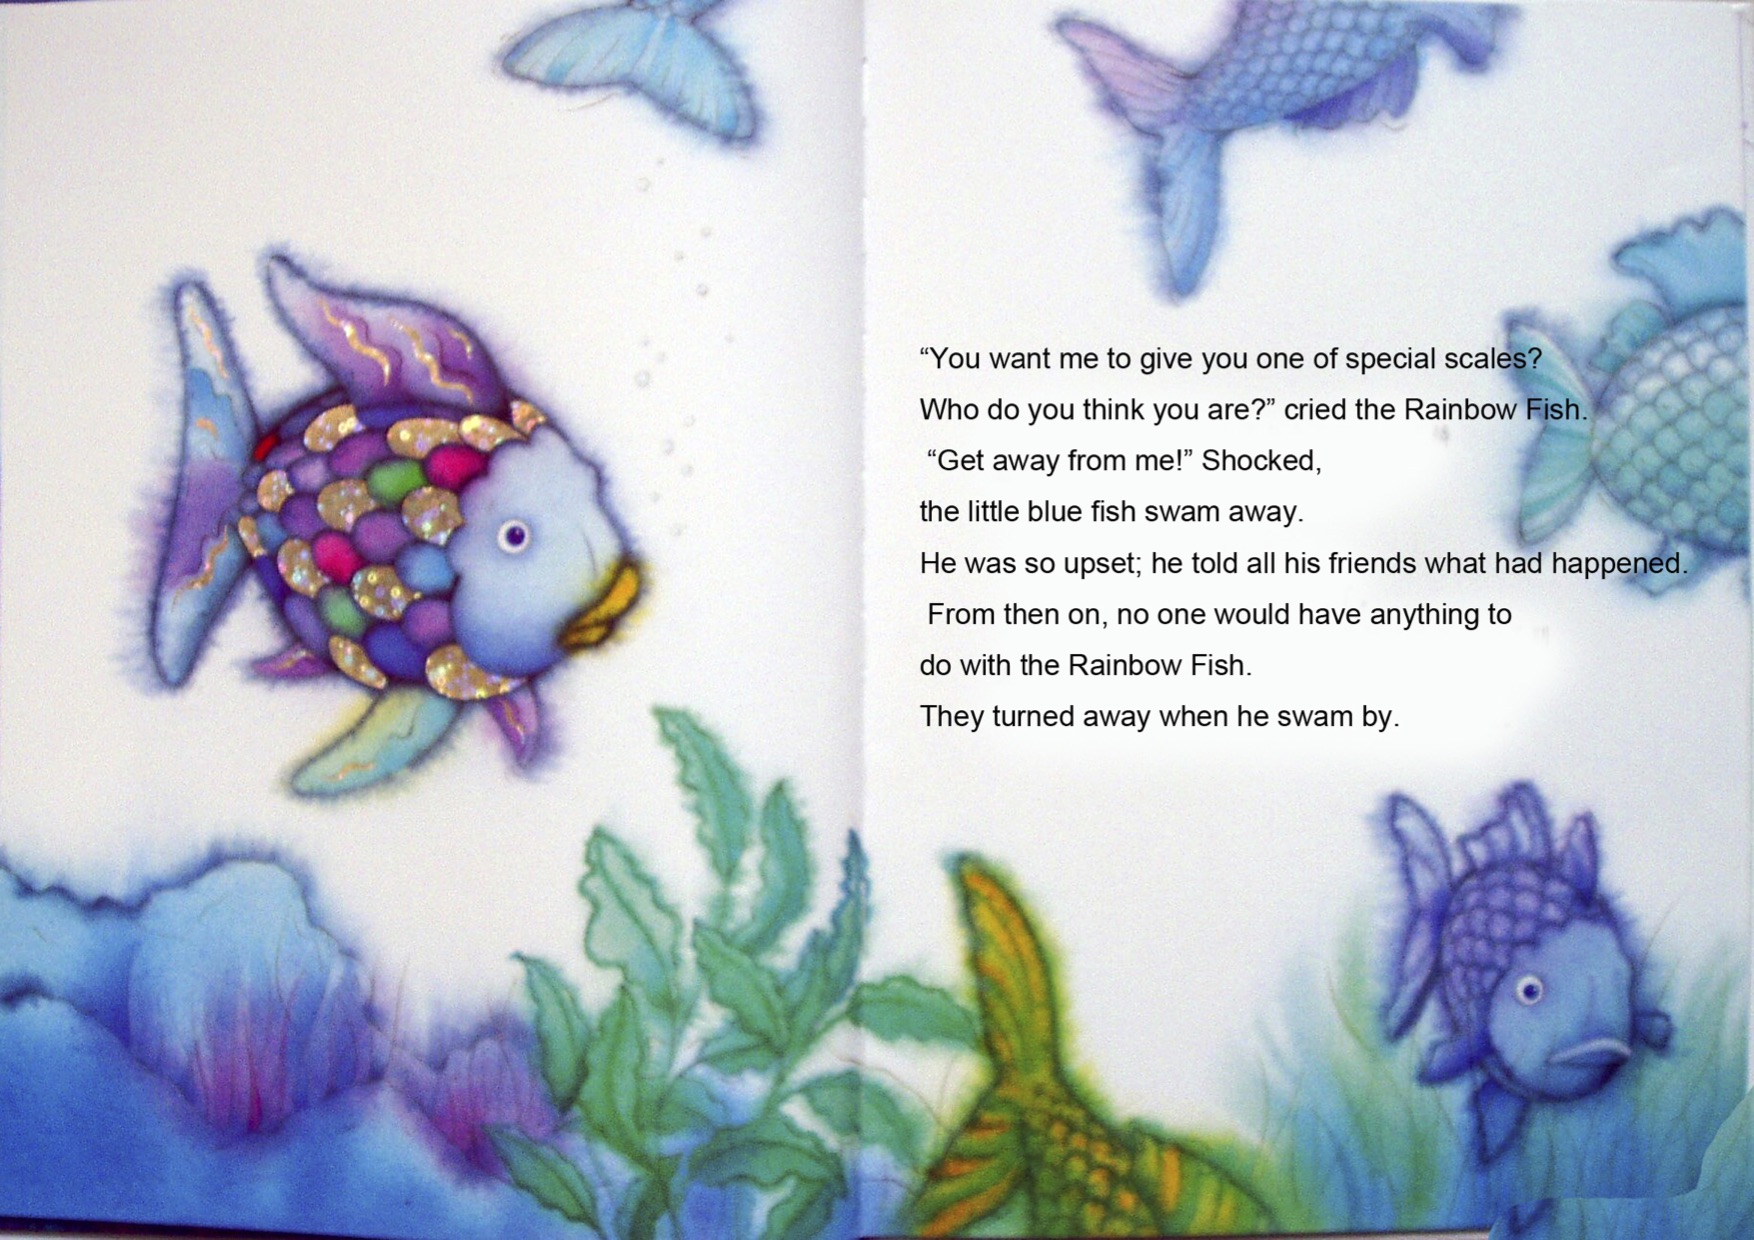 “You want me to give you one of special scales?
Who do you think you are?” cried the Rainbow Fish.
“Get away from me!” Shocked,
the little blue fish swam away.
He was so upset; he told all his friends what had happened.
From then on, no one would have anything to
do with the Rainbow Fish.
They turned away when he swam by.